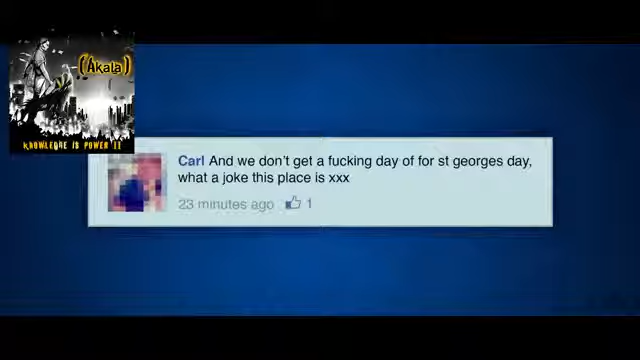 (Akala)
KNOWLEDGE IS POWER II
Carl And we don't get a fucking day of for st georges day,
what a joke this place is xxx
23 minutes ago 1